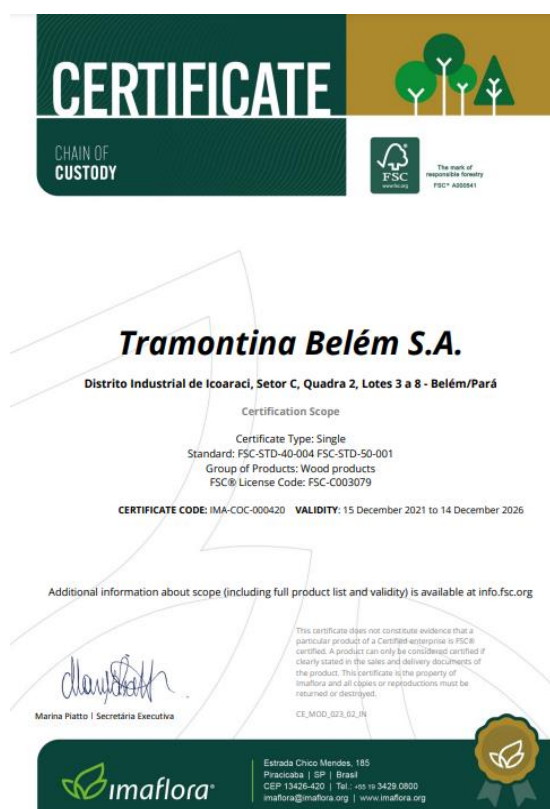 CERTIFICATE
CHAIN OF
CUSTODY
FSC
www.fsc.org
The mark of
responsible forestry
FSC® A000841
Tramontina Belém S.A.
Distrito Industrial de Icoaraci, Setor C, Quadra 2, Lotes 3 a 8 - Belém/Pará
Certification Scope
Certificate Type: Single
Standard: FSC-STD-40-004 FSC-STD-50-001
Group of Products: Wood products
FSC® License Code: FSC-C003079
CERTIFICATE CODE: IMA-COC-000420 VALIDITY: 15 December 2021 to 14 December 2026
Additional information about scope (including full product list and validity) is available at info.fsc.org
This certificate does not constitute evidence that a
particular product of a Certified enterprise is FSC®
certified. A product can only be considered certified if
clearly stated in the sales and delivery documents of
the product. This certificate is the property of
Imaflora and all copies or reproductions must be
returned or destroyed.
Marina Piatto | Secretária Executiva
CE_MOD_023_02_IN
imaflora®
Estrada Chico Mendes, 185
Piracicaba | SP | Brasil
CEP 13426-420 | Tel.: +55 19 3429.0800
imaflora@imaflora.org | www.imaflora.org